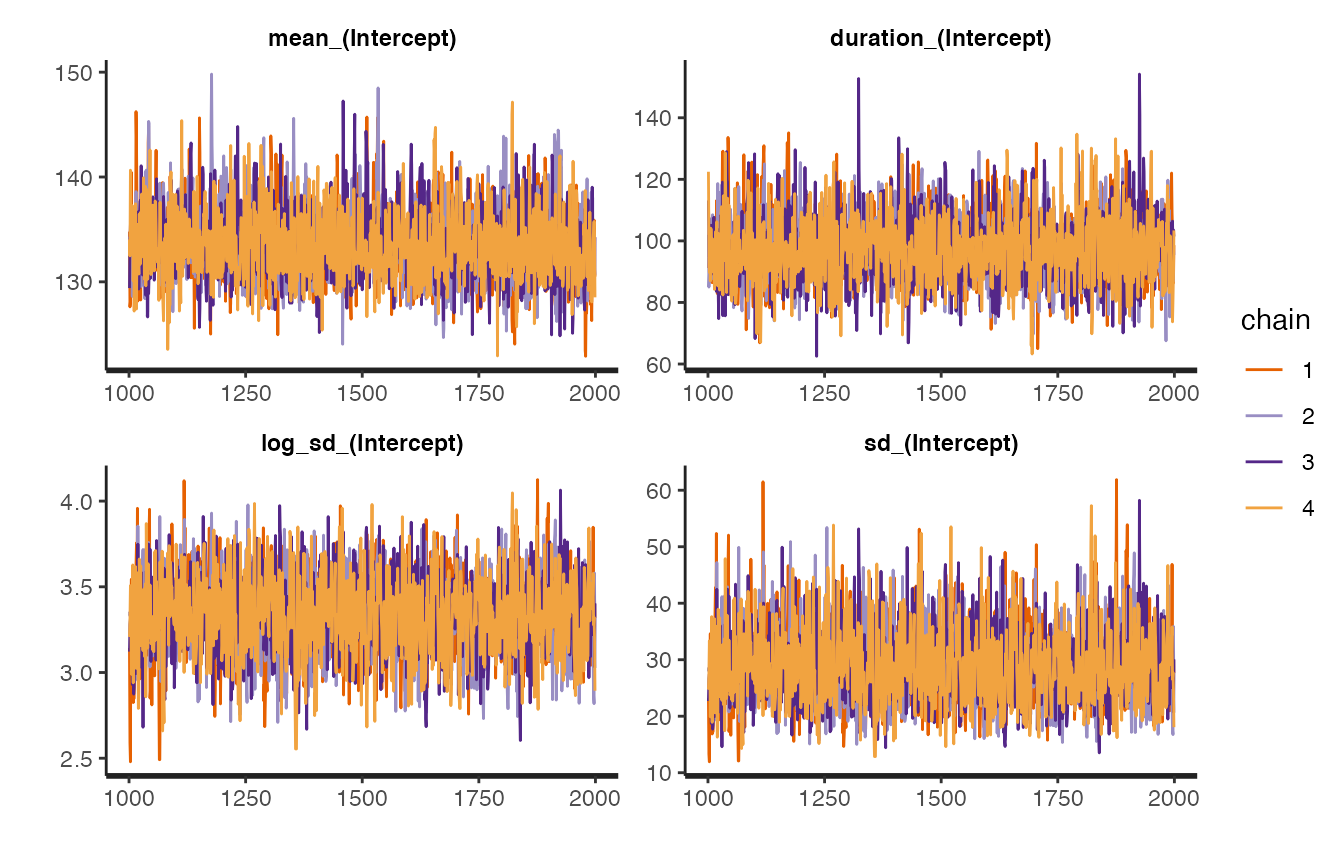 mean_(Intercept)
150
140
130
1000 1250 1500 1750 2000
duration_(Intercept)
140
120
100
80
60
1000 1250 1500 1750 2000
log_sd_(Intercept)
4.0
3.5
3.0
2.5
1000 1250 1500 1750 2000
sd_(Intercept)
60
50
40
30
20
10
1000 1250 1500 1750 2000
chain
1
2
3
4